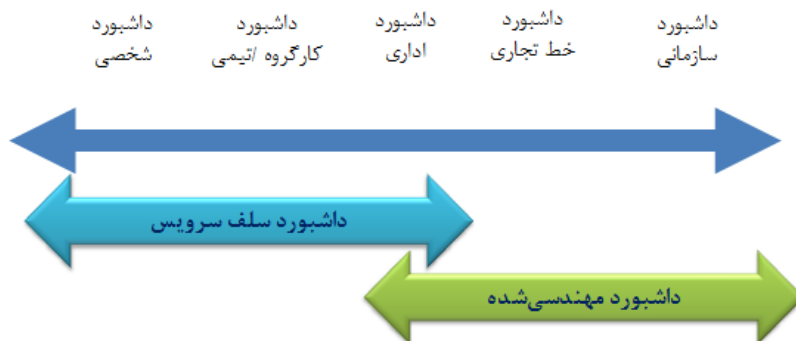 داشبورد
سازمانی
داشبورد
خط تجاری
داشبورد
اداری
داشبورد
کارگروه /تیمی
داشبورد
شخصی
داشبورد سلف سرویس
داشبورد مهندسی‌شده